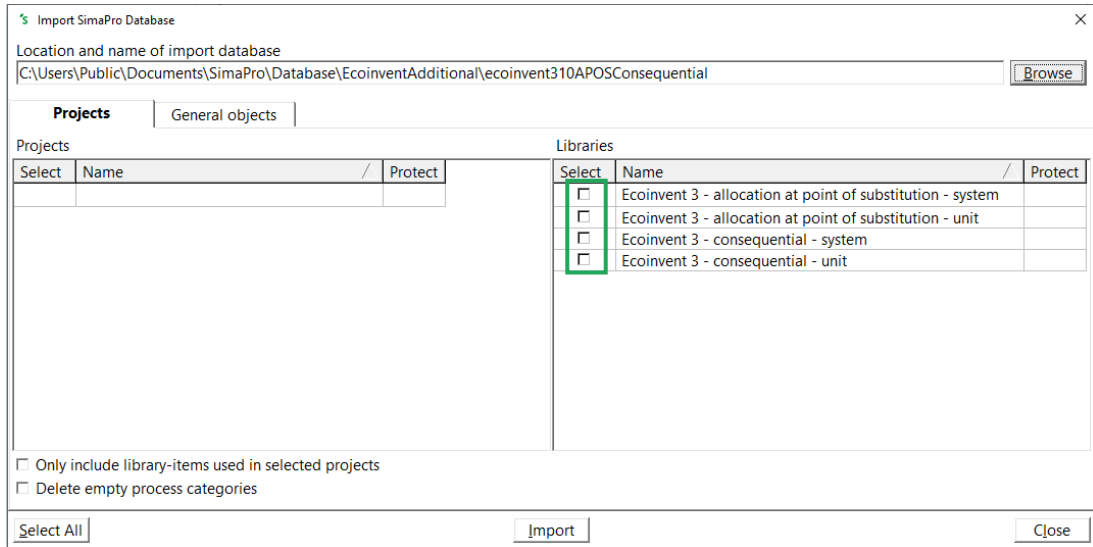 Import SimaPro Database
Location and name of import database
C:\Users\Public\Documents\SimaPro\Database\EcoinventAdditional\ecoinvent310APOSConsequential
Browse
Projects General objects
Projects
Select Name Protect
Libraries
Select Name Protect
Ecoinvent 3 - allocation at point of substitution - system
Ecoinvent 3 - allocation at point of substitution - unit
Ecoinvent 3 - consequential - system
Ecoinvent 3 - consequential - unit
Only include library-items used in selected projects
Delete empty process categories
Select All Import Close